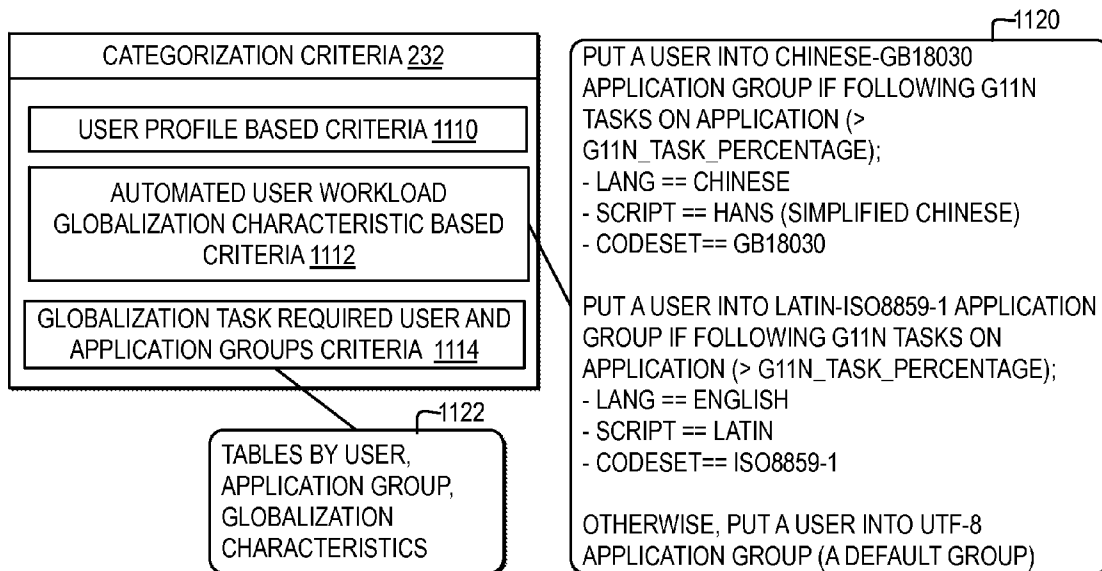 CATEGORIZATION CRITERIA 232
USER PROFILE BASED CRITERIA 1110
AUTOMATED USER WORKLOAD
GLOBALIZATION CHARACTERISTIC BASED
CRITERIA 1112
GLOBALIZATION TASK REQUIRED USER AND
APPLICATION GROUPS CRITERIA 1114
1122
TABLES BY USER,
APPLICATION GROUP,
GLOBALIZATION
CHARACTERISTICS
1120
PUT A USER INTO CHINESE-GB18030
APPLICATION GROUP IF FOLLOWING G11N
TASKS ON APPLICATION (>
G11N_TASK_PERCENTAGE);
- LANG == CHINESE
- SCRIPT == HANS (SIMPLIFIED CHINESE)
- CODESET== GB18030
PUT A USER INTO LATIN-ISO8859-1 APPLICATION
GROUP IF FOLLOWING G11N TASKS ON
APPLICATION (> G11N_TASK_PERCENTAGE);
- LANG == ENGLISH
- SCRIPT == LATIN
- CODESET== ISO8859-1
OTHERWISE, PUT A USER INTO UTF-8
APPLICATION GROUP (A DEFAULT GROUP)